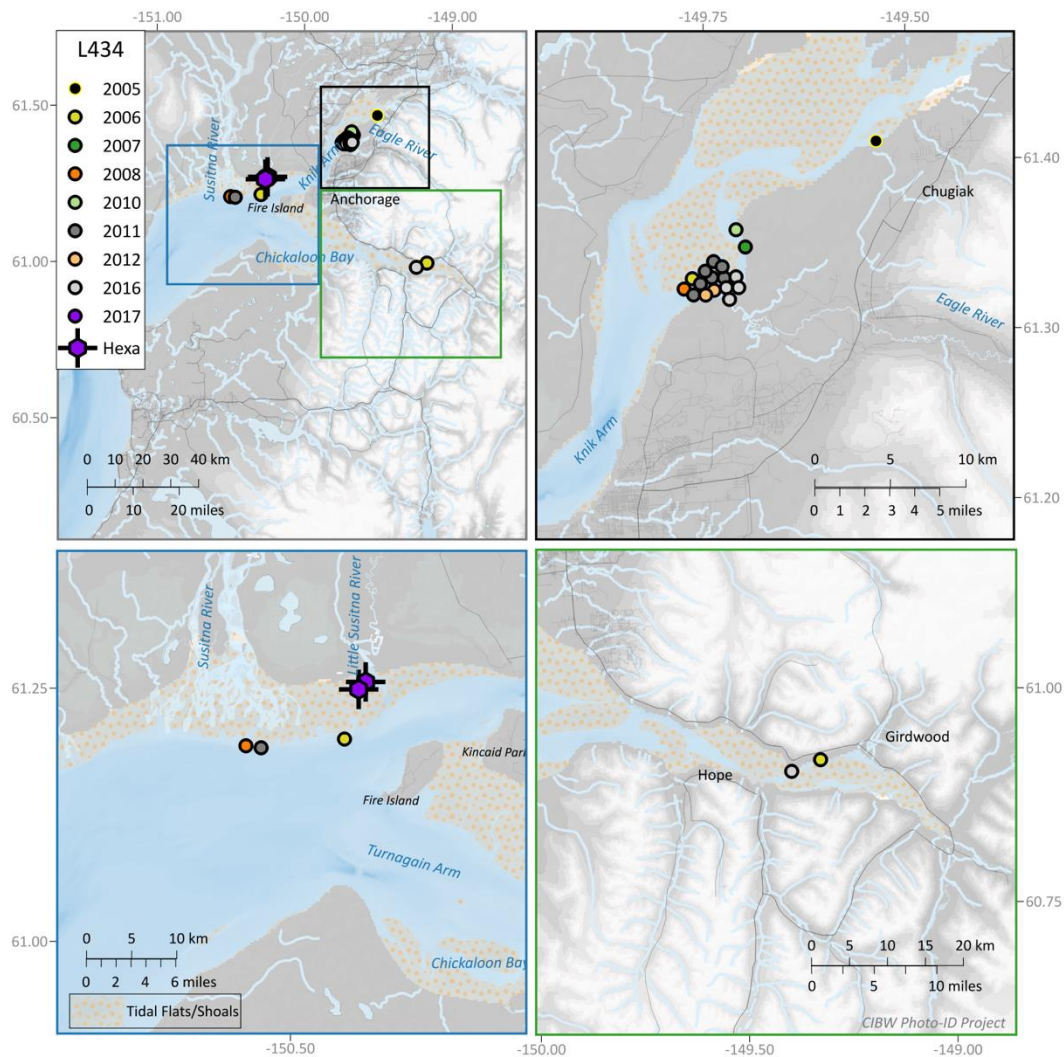 -151.00
-150.00
-149.00
L434
2005
2006
2007
2008
2010
2011
2012
2016
2017
Hexa
61.50
61.00
60.50
Susitna River
Knik Arm
Eagle River
Fire Island
Anchorage
Chickaloon Bay
0 10 20 30 40 km
0 10 20 miles
-149.75
-149.50
61.40
61.30
61.20
Chugiak
Eagle River
Knik Arm
0 5 10 km
0 1 2 3 4 5 miles
Susitna River
Little Susitna River
61.25
61.00
Kincaid Par
Fire Island
Turnagain Arm
Chickaloon Bay
0 5 10 km
0 2 4 6 miles
Tidal Flats/Shoals
-150.50
Girdwood
Hope
61.00
60.75
0 5 10 15 20 km
0 5 10 miles
CIBW Photo-ID Project
-150.00
-149.50
-149.00